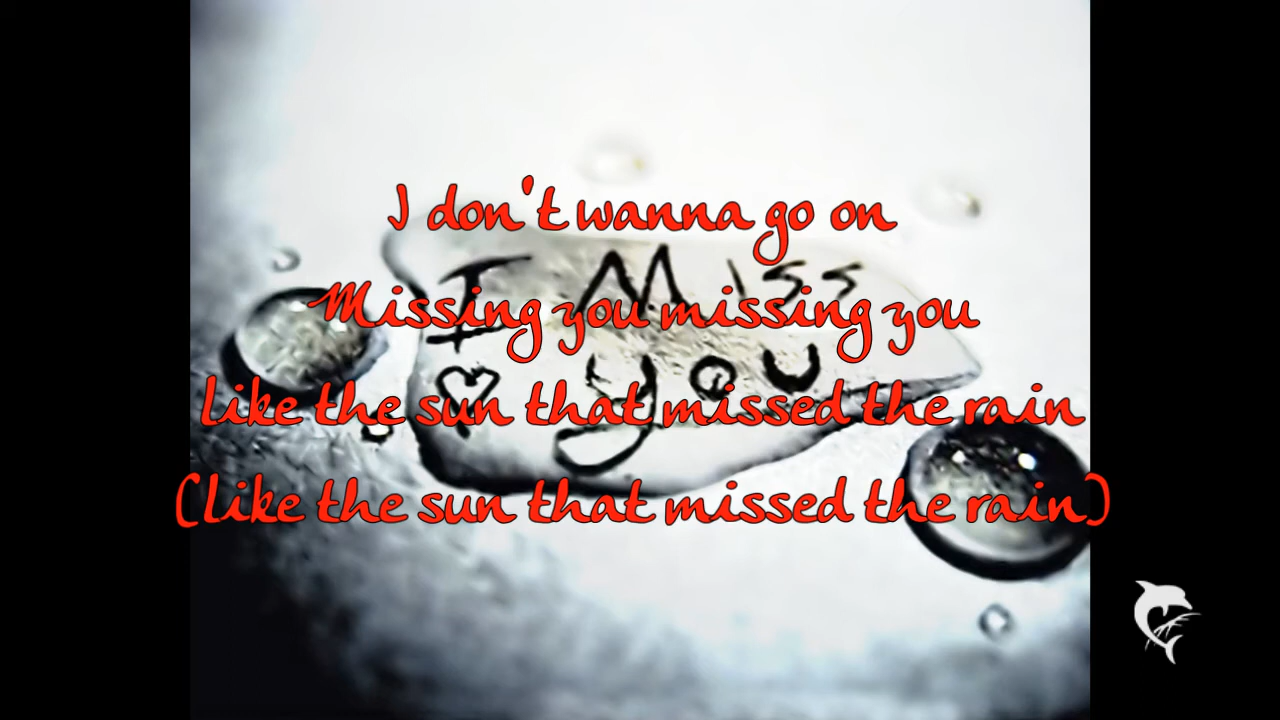 I don't wanna go on
Missing you missing you
like the sun that missed the rain
(like the sun that missed the rain)
I Miss
you